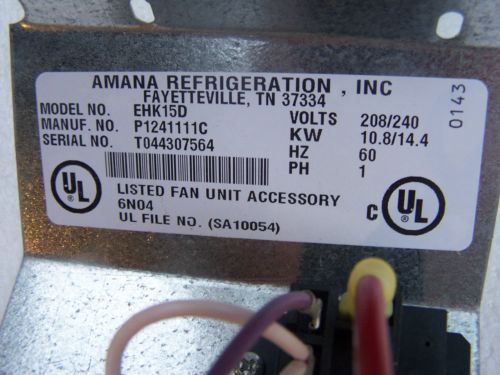 AMANA REFRIGERATION , INC
FAYETTEVILLE, TN 37334
MODEL NO. EHK15D VOLTS 208/240
MANUF. NO. P1241111C KW 10.8/14.4
SERIAL NO. T044307564 HZ 60
PH 1
UL LISTED FAN UNIT ACCESSORY C UL
6N04
UL FILE NO. (SA10054)
0143